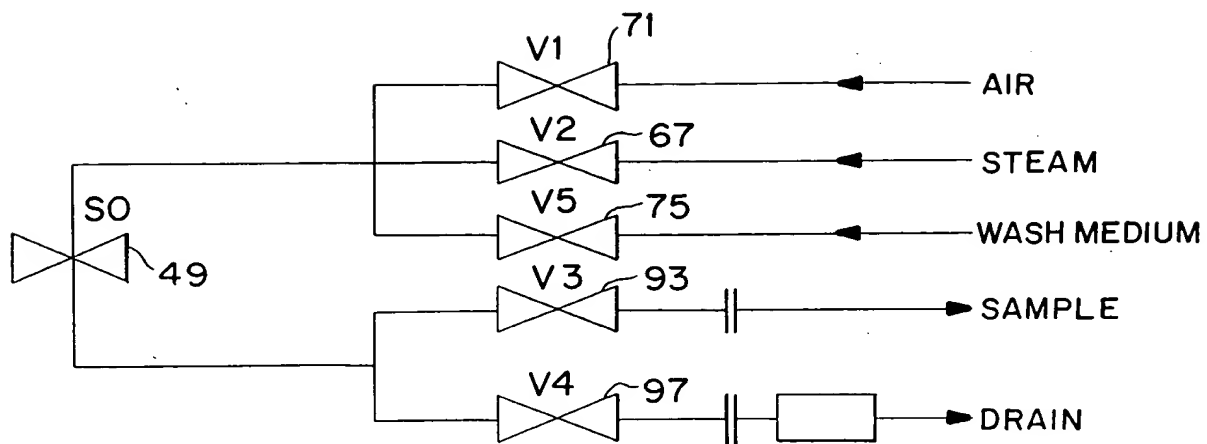 V1 71
AIR
V2 67
STEAM
SO 49
V5 75
WASH MEDIUM
V3 93
SAMPLE
V4 97
DRAIN